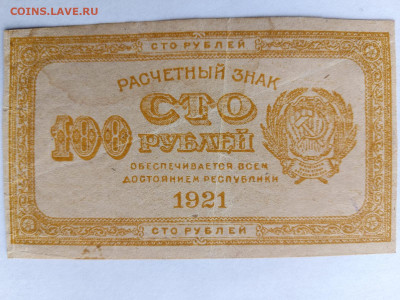 COINS.LAVE.RU
СТО РУБЛЕЙ
РАСЧЕТНЫЙ ЗНАК
СТО
100 РУБЛЕЙ
ОБЕСПЕЧИВАЕТСЯ ВСЕМ
ДОСТОЯНИЕМ РЕСПУБЛИКИ
1921
СТО РУБЛЕЙ